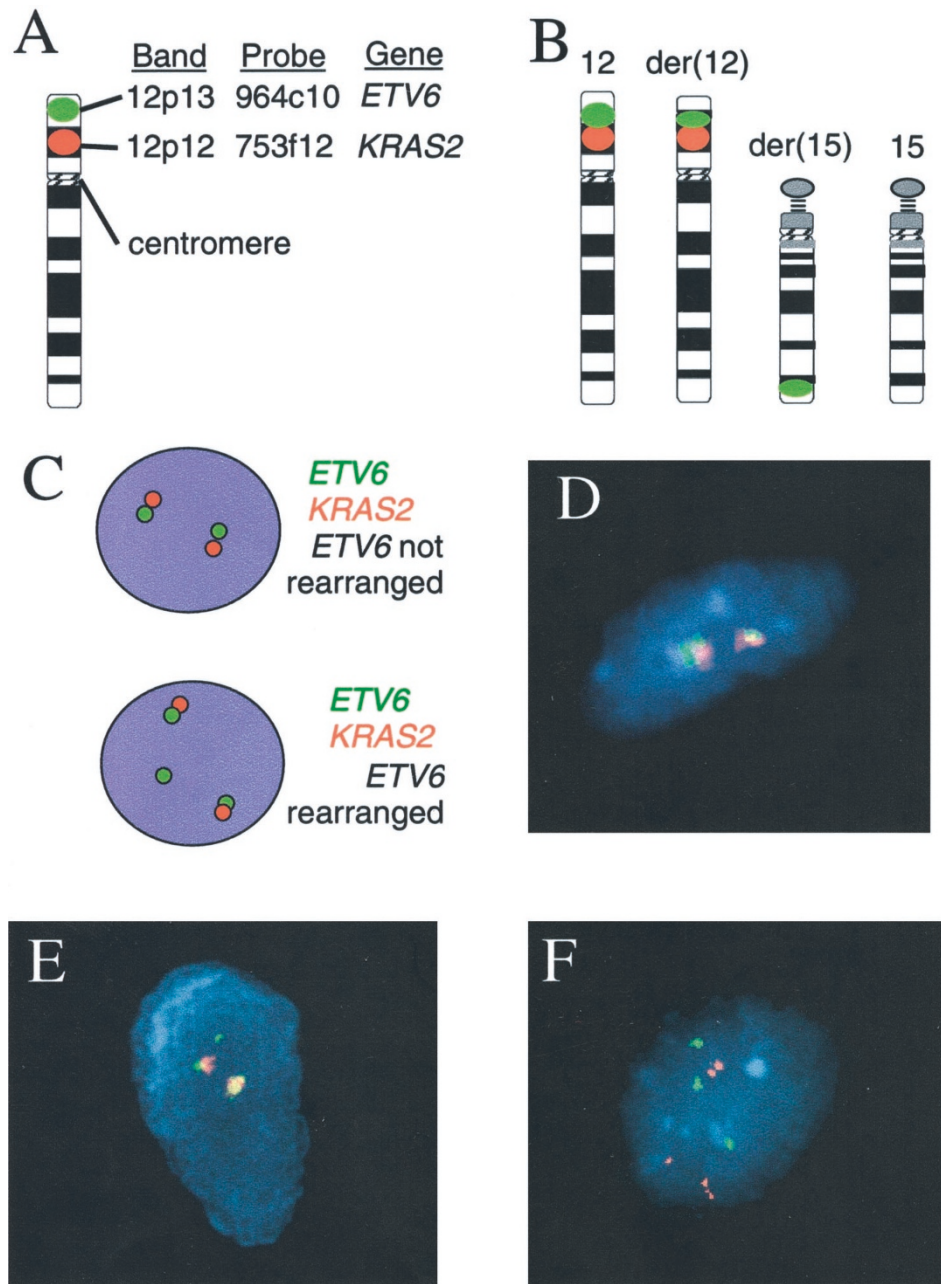 A
Band Probe Gene
12p13 964c10 ETV6
12p12 753f12 KRAS2
centromere
B
12 der(12)
der(15) 15
C
ETV6
KRAS2
ETV6 not
rearranged
ETV6
KRAS2
ETV6
rearranged
D
E
F